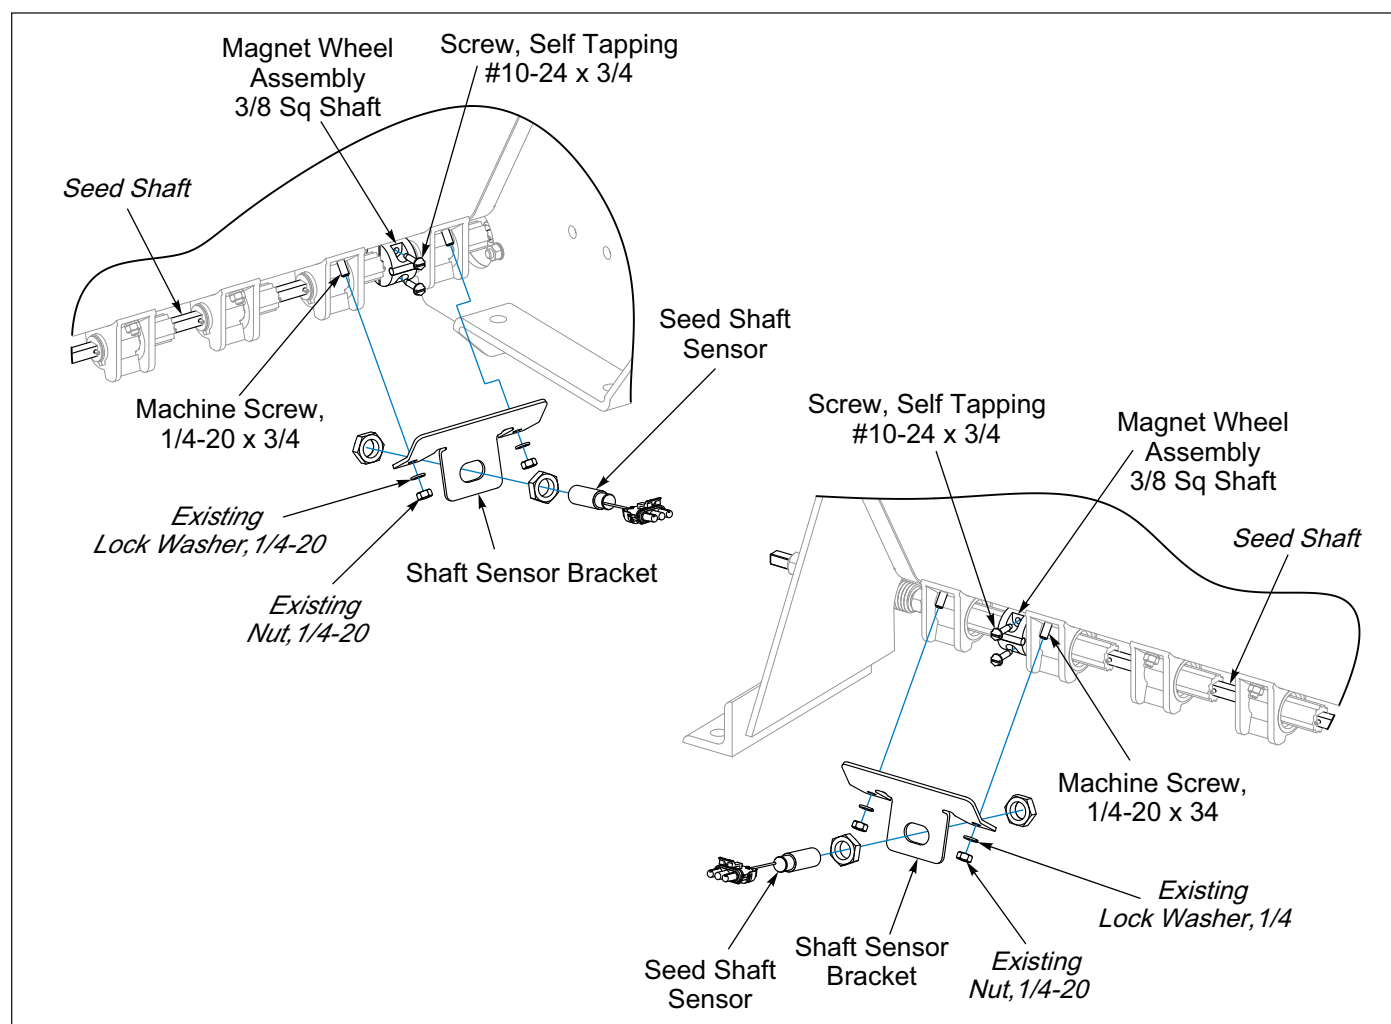 Magnet Wheel
Assembly
3/8 Sq Shaft
Screw, Self Tapping
#10-24 x 3/4
Seed Shaft
Seed Shaft
Sensor
Machine Screw,
1/4-20 x 3/4
Existing
Lock Washer, 1/4-20
Shaft Sensor Bracket
Existing
Nut, 1/4-20
Screw, Self Tapping
#10-24 x 3/4
Magnet Wheel
Assembly
3/8 Sq Shaft
Seed Shaft
Machine Screw,
1/4-20 x 34
Existing
Lock Washer, 1/4
Shaft Sensor
Bracket
Existing
Nut, 1/4-20
Seed Shaft
Sensor